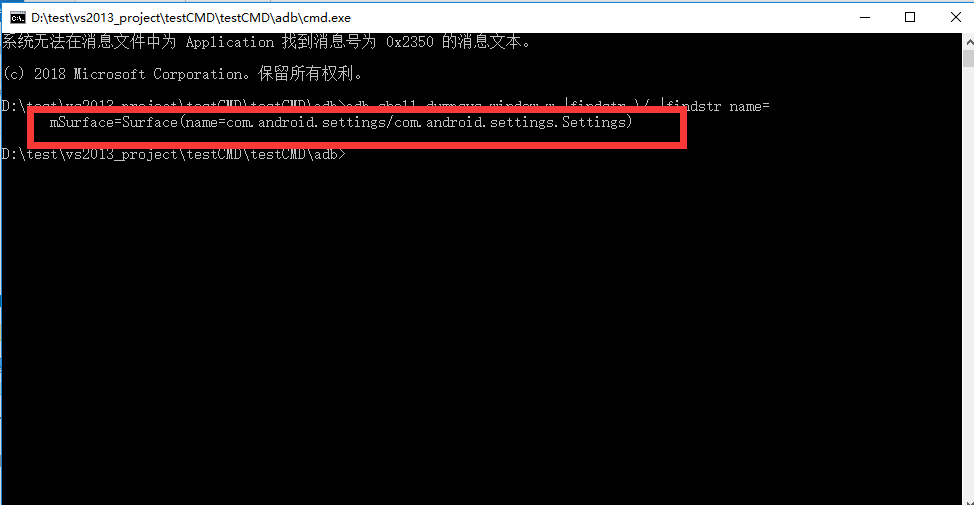 D:\test\vs2013_project\testCMD\testCMD\adb\cmd.exe
系统无法在消息文件中为 Application 找到消息号为 0x2350 的消息文本。
(c) 2018 Microsoft Corporation。保留所有权利。
D:\test\vs2013_project\testCMD\testCMD\adb>adb shell dumpsys window w |findstr \/ |findstr name=
mSurface=Surface(name=com.android.settings/com.android.settings.Settings)
D:\test\vs2013_project\testCMD\testCMD\adb>